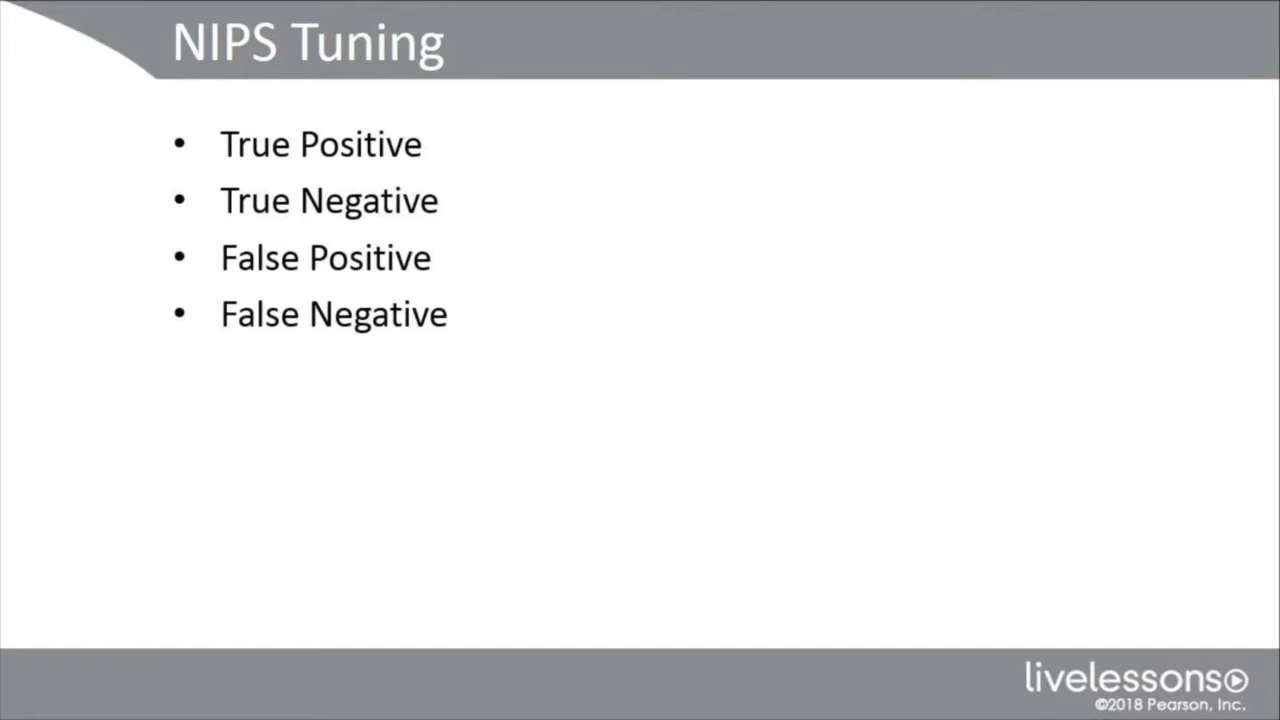 NIPS Tuning
• True Positive
• True Negative
• False Positive
• False Negative
livelessons
©2018 Pearson, Inc.